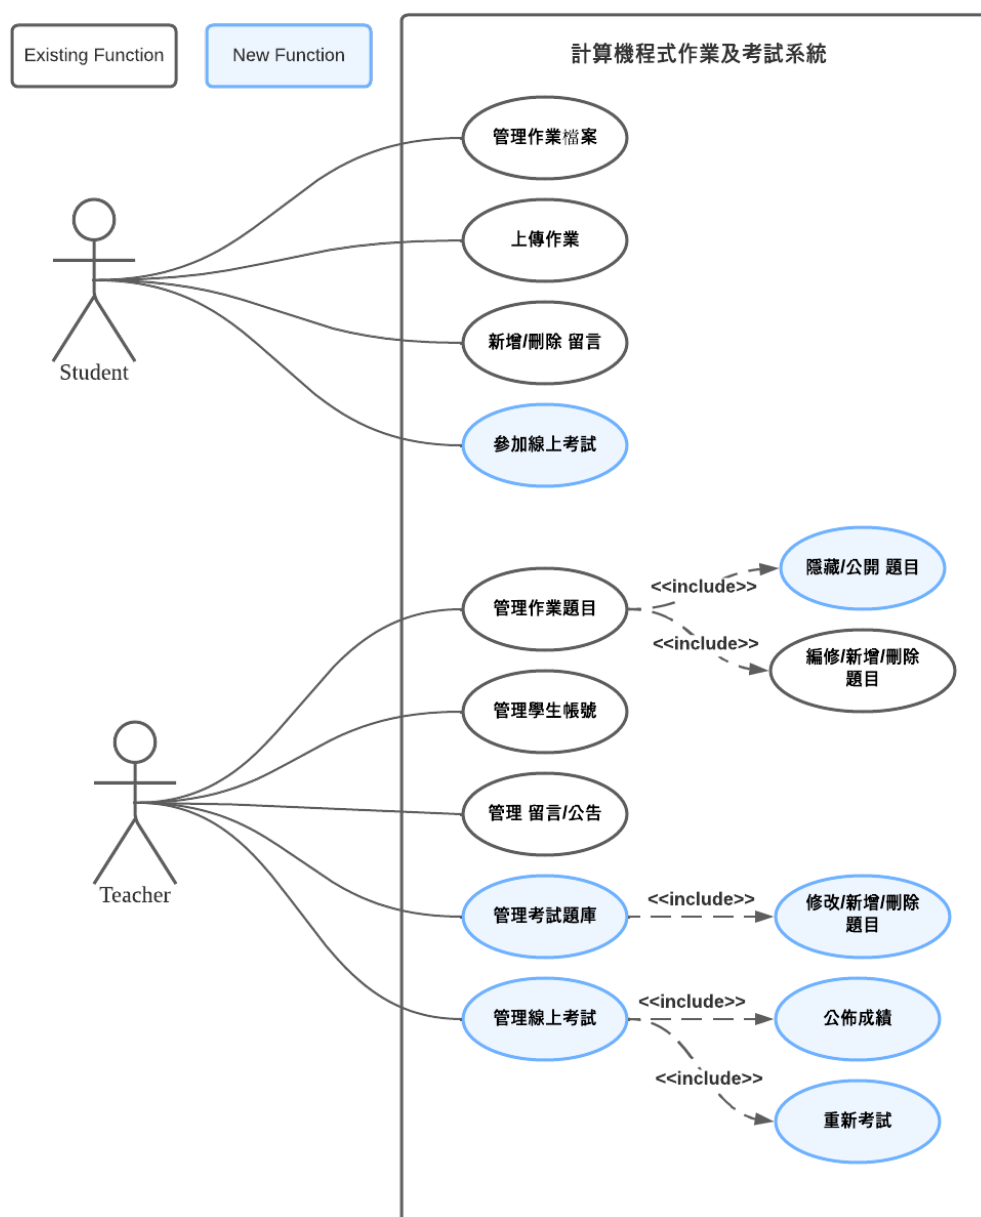 Existing Function
New Function
計算機程式作業及考試系統
管理作業檔案
上傳作業
新增/刪除 留言
參加線上考試
Student
隱藏/公開 題目
<<include>>
管理作業題目
<<include>>
編修/新增/刪除
題目
管理學生帳號
管理 留言/公告
Teacher
管理考試題庫
<<include>>
修改/新增/刪除
題目
管理線上考試
<<include>>
公佈成績
<<include>>
重新考試